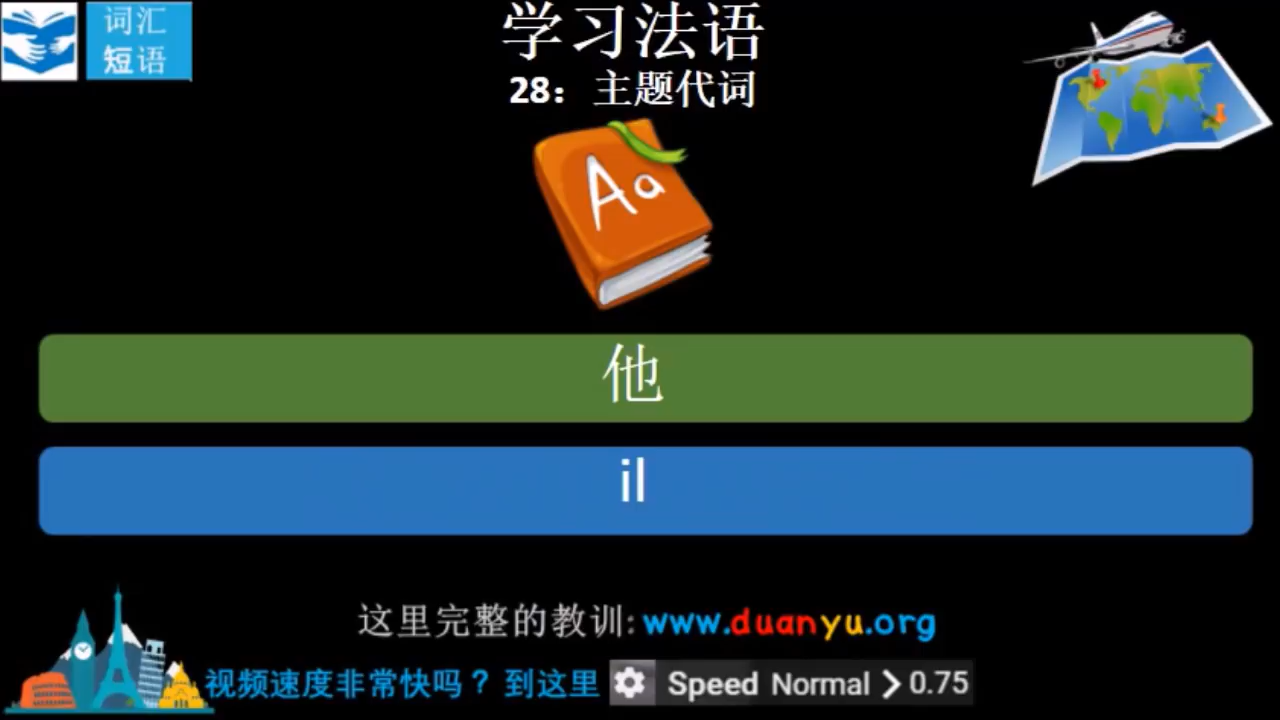 词汇
短语
学习法语
28：主题代词
Aa
他
il
这里完整的教训: www.duanyu.org
视频速度非常快吗？到这里 Speed Normal > 0.75